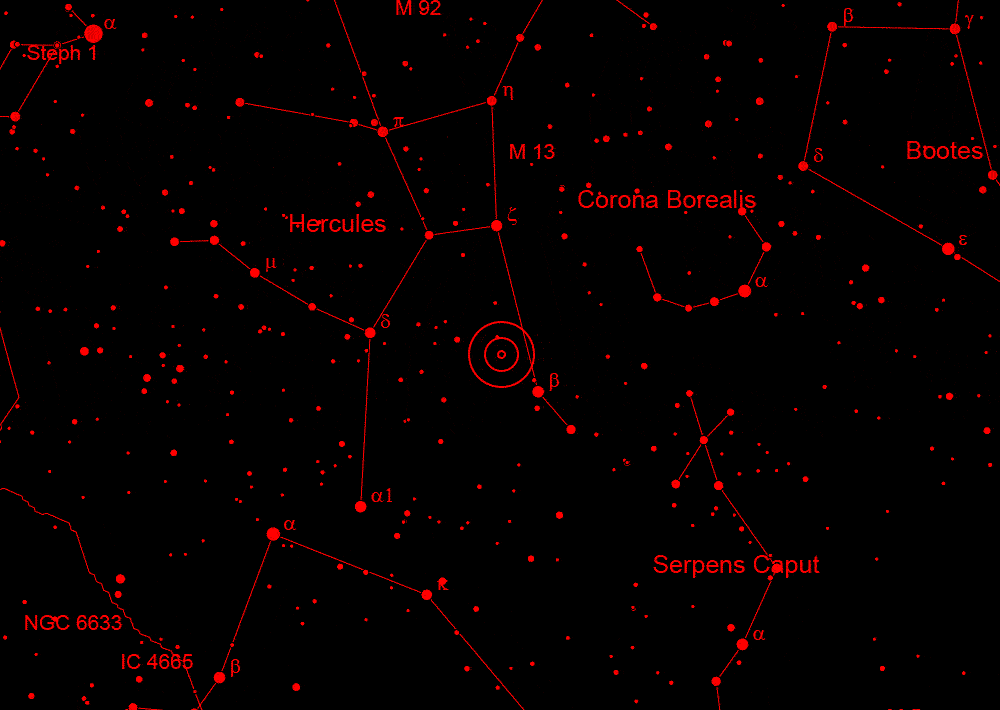 M 92
α
β
γ
Steph 1
η
π
M 13
δ
Bootes
Corona Borealis
ζ
Hercules
ε
μ
α
δ
β
α1
α
Serpens Caput
κ
NGC 6633
α
IC 4665
β